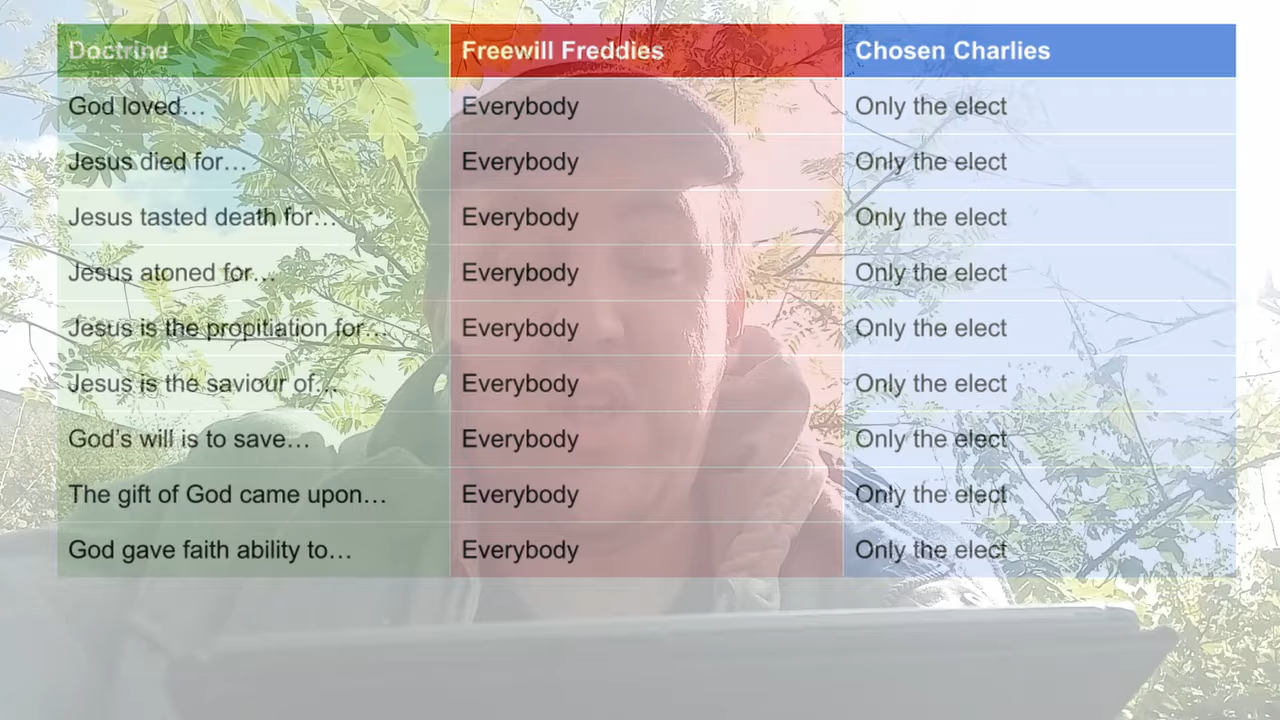 Doctrine Freewill Freddies Chosen Charlies
God loved… Everybody Only the elect
Jesus died for… Everybody Only the elect
Jesus tasted death for… Everybody Only the elect
Jesus atoned for… Everybody Only the elect
Jesus is the propitiation for… Everybody Only the elect
Jesus is the saviour of… Everybody Only the elect
God’s will is to save… Everybody Only the elect
The gift of God came upon… Everybody Only the elect
God gave faith ability to… Everybody Only the elect